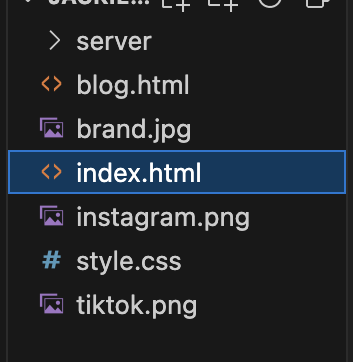 server
blog.html
brand.jpg
index.html
instagram.png
# style.css
tiktok.png